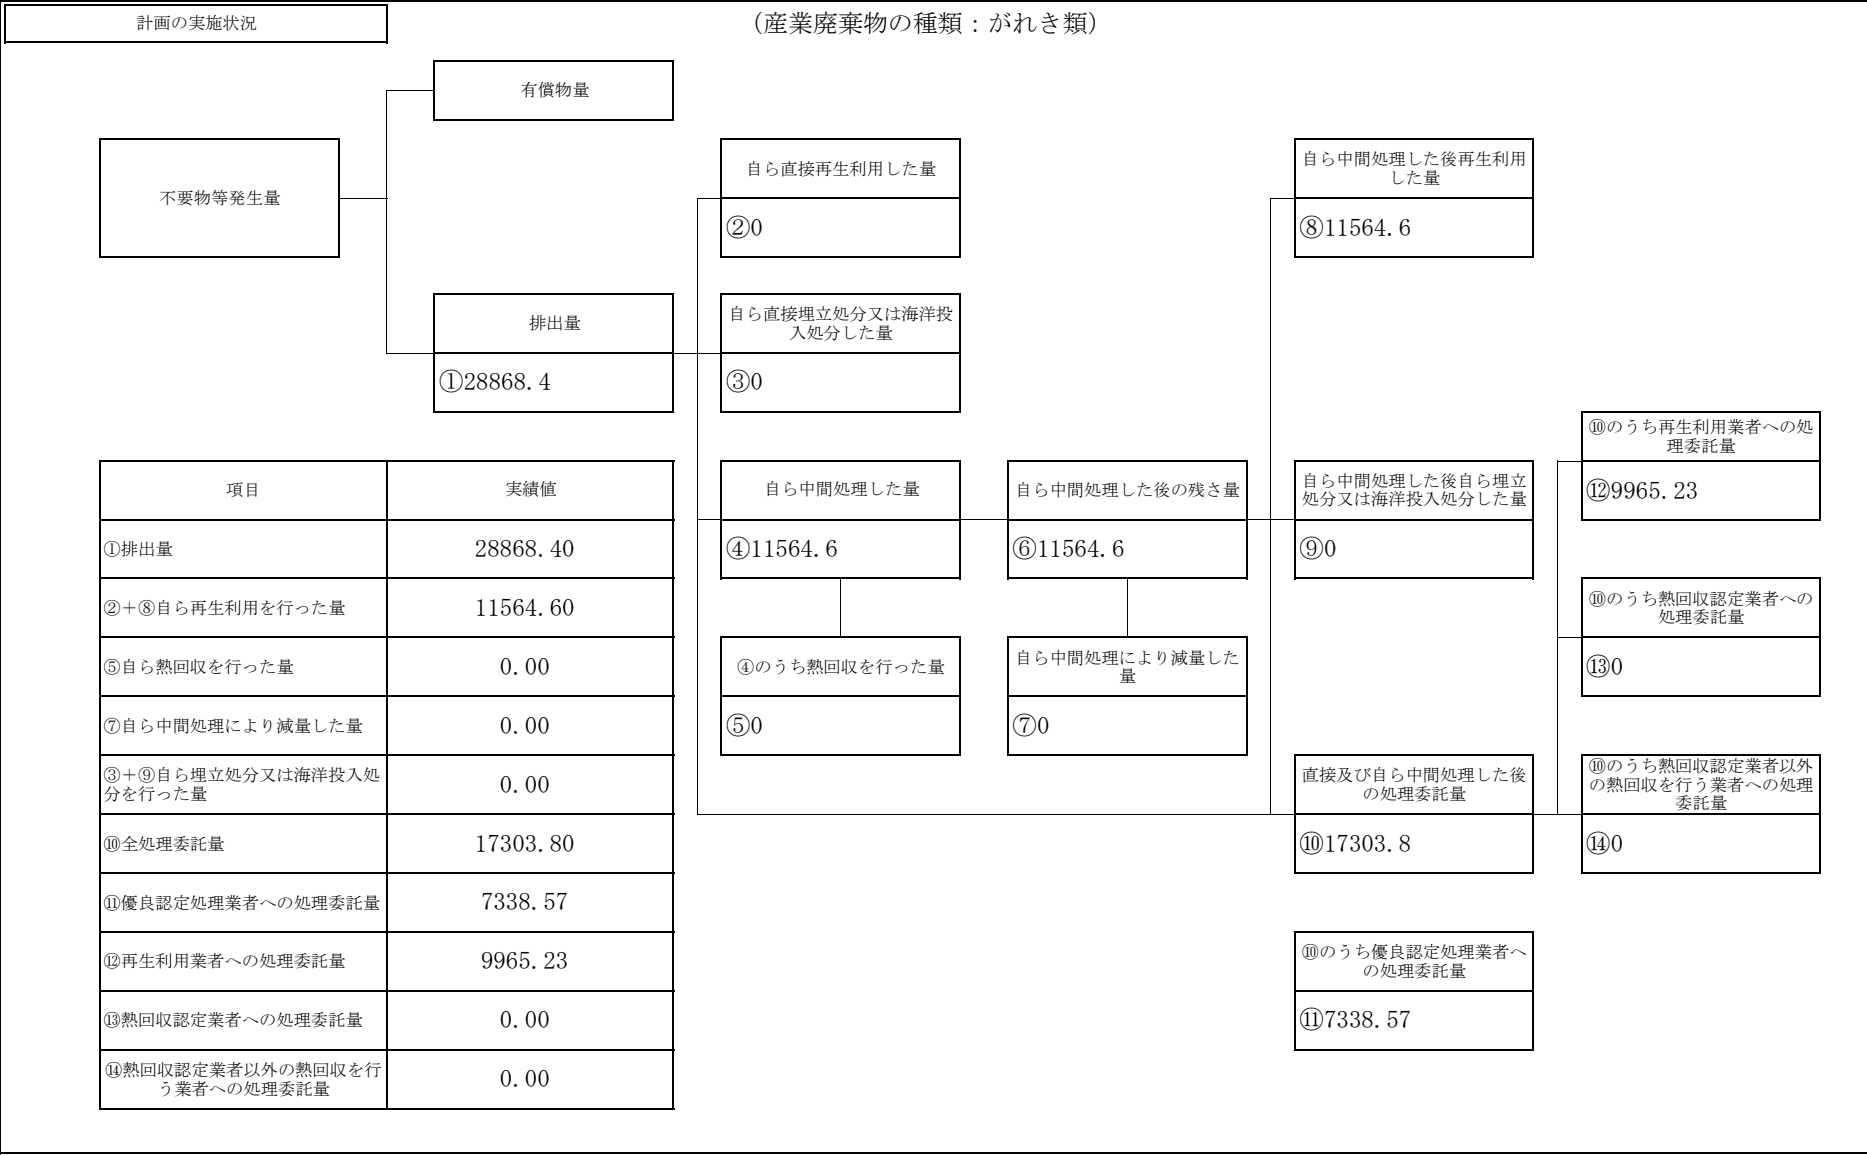 計画の実施状況
（産業廃棄物の種類：がれき類）
有償物量
不要物等発生量
排出量
①28868.4
自ら直接再生利用した量
②0
自ら直接埋立処分又は海洋投
入処分した量
③0
自ら中間処理した後再生利用
した量
⑧11564.6
自ら中間処理した量
④11564.6
④のうち熱回収を行った量
⑤0
自ら中間処理した後の残さ量
⑥11564.6
自ら中間処理により減量した
量
⑦0
自ら中間処理した後自ら埋立
処分又は海洋投入処分した量
⑨0
直接及び自ら中間処理した後
の処理委託量
⑩17303.8
⑩のうち優良認定処理業者へ
の処理委託量
⑪7338.57
⑩のうち再生利用業者への処
理委託量
⑫9965.23
⑩のうち熱回収認定業者への
処理委託量
⑬0
⑩のうち熱回収認定業者以外
の熱回収を行う業者への処理
委託量
⑭0
項目 実績値
①排出量 28868.40
②＋⑧自ら再生利用を行った量 11564.60
⑤自ら熱回収を行った量 0.00
⑦自ら中間処理により減量した量 0.00
③＋⑨自ら埋立処分又は海洋投入処
分を行った量 0.00
⑩全処理委託量 17303.80
⑪優良認定処理業者への処理委託量 7338.57
⑫再生利用業者への処理委託量 9965.23
⑬熱回収認定業者への処理委託量 0.00
⑭熱回収認定業者以外の熱回収を行
う業者への処理委託量 0.00